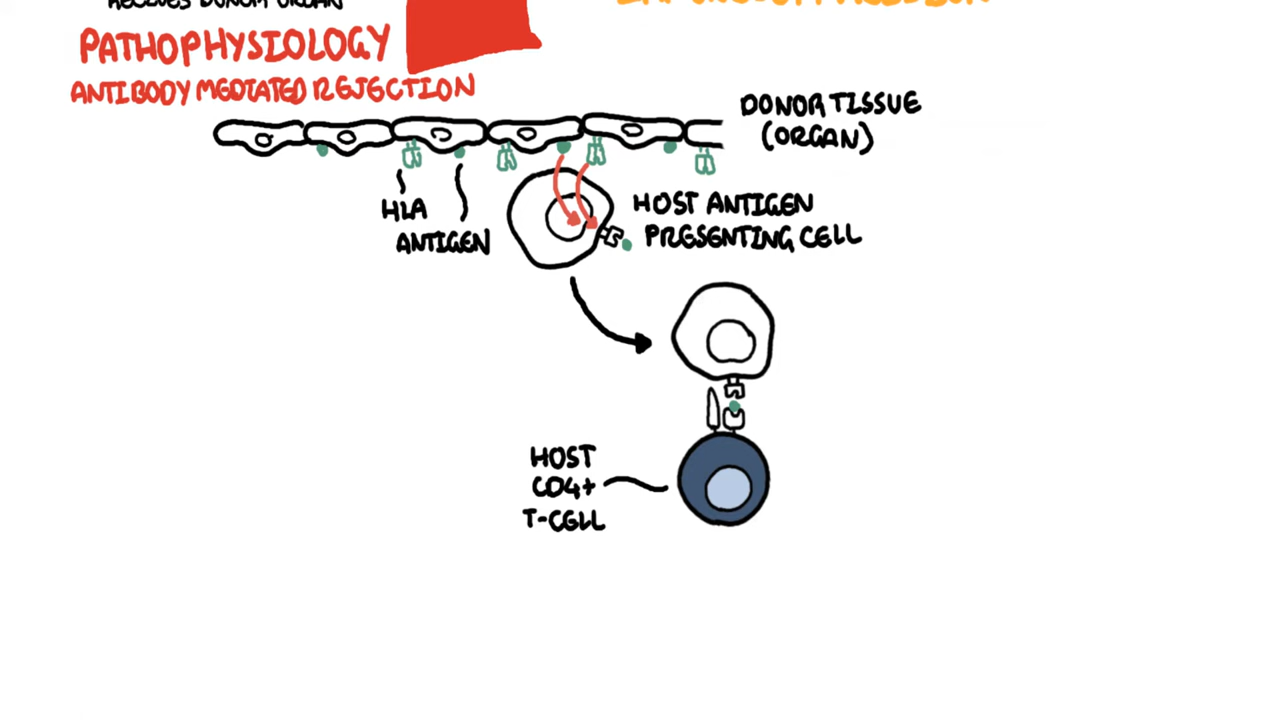 PATHOPHYSIOLOGY
ANTIBODY MEDIATED REJECTION
DONOR TISSUE
(ORGAN)
HLA
ANTIGEN
HOST ANTIGEN
PRESENTING CELL
HOST
CD4+
T-CELL